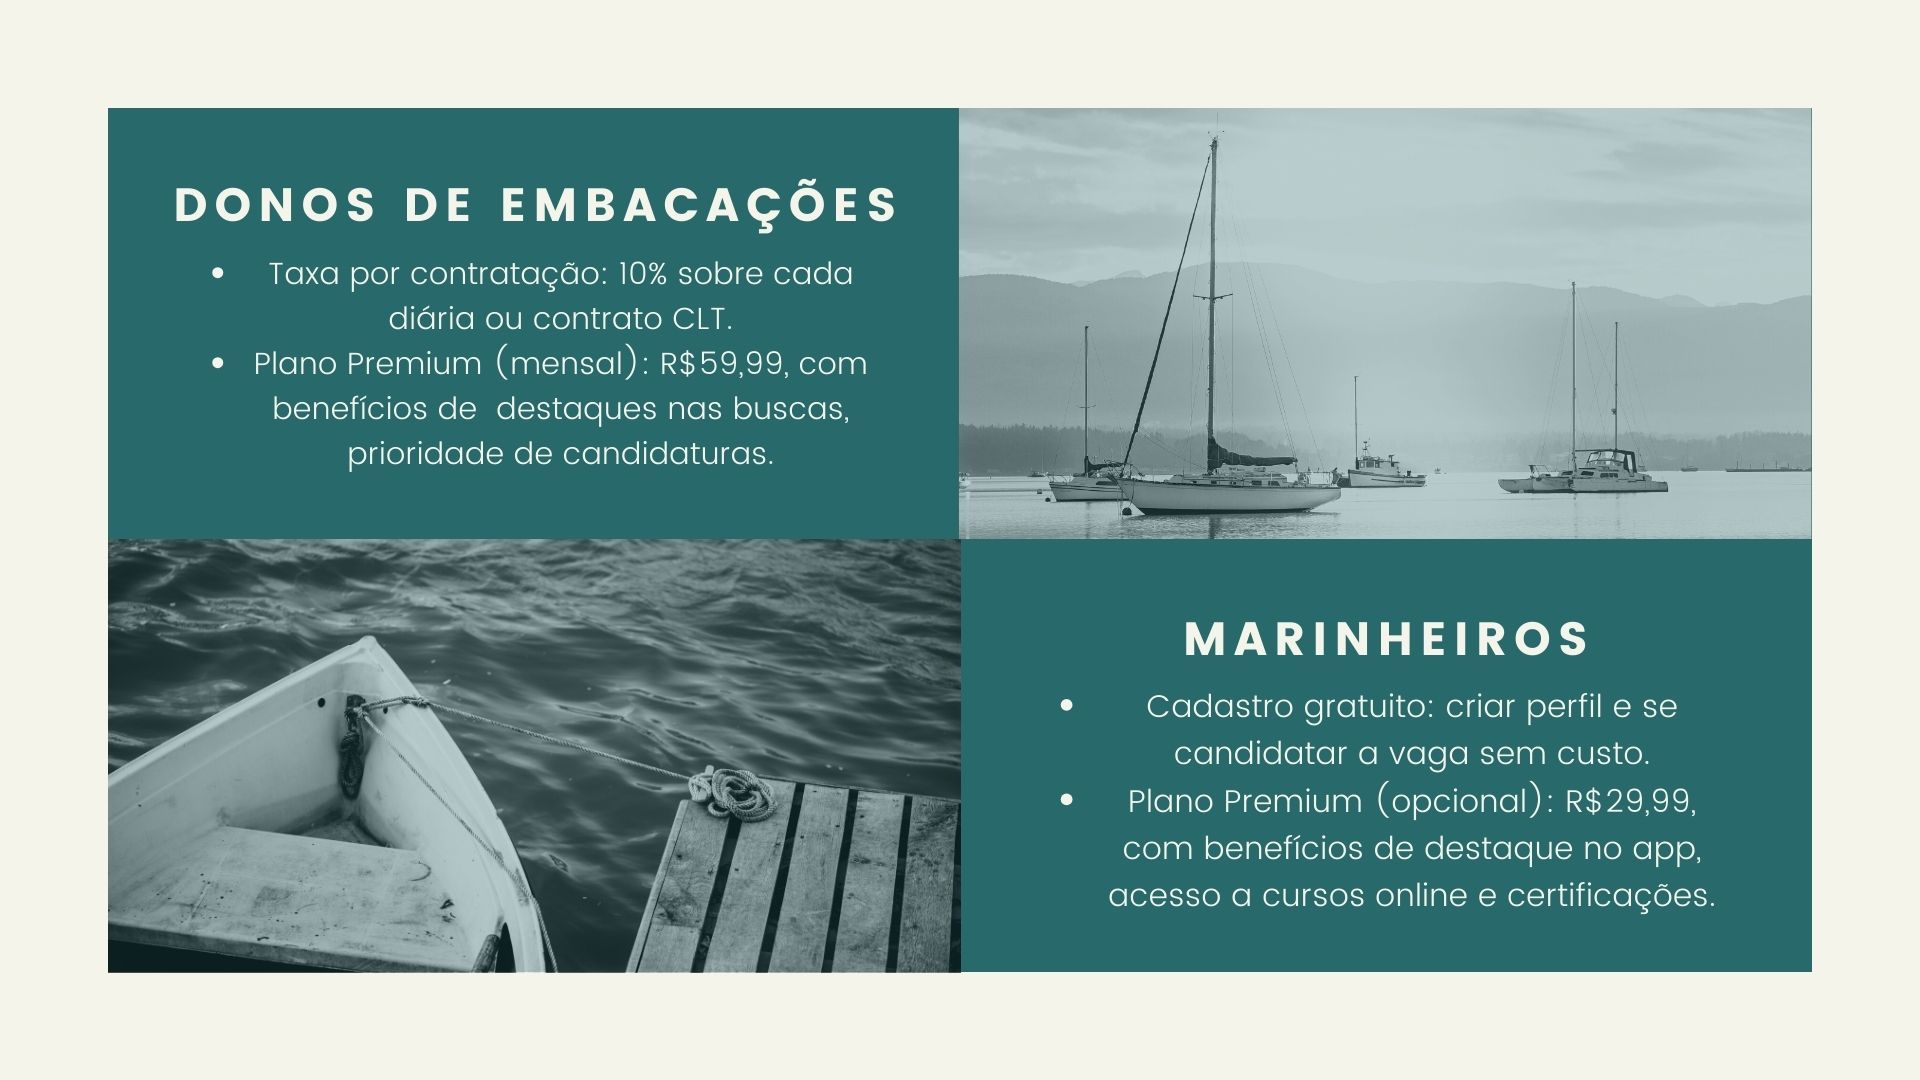 DONOS DE EMBACAÇÕES
• Taxa por contratação: 10% sobre cada
diária ou contrato CLT.
• Plano Premium (mensal): R$59,99, com
benefícios de  destaques nas buscas,
prioridade de candidaturas.
MARINHEIROS
• Cadastro gratuito: criar perfil e se
candidatar a vaga sem custo.
• Plano Premium (opcional): R$29,99,
com benefícios de destaque no app,
acesso a cursos online e certificações.